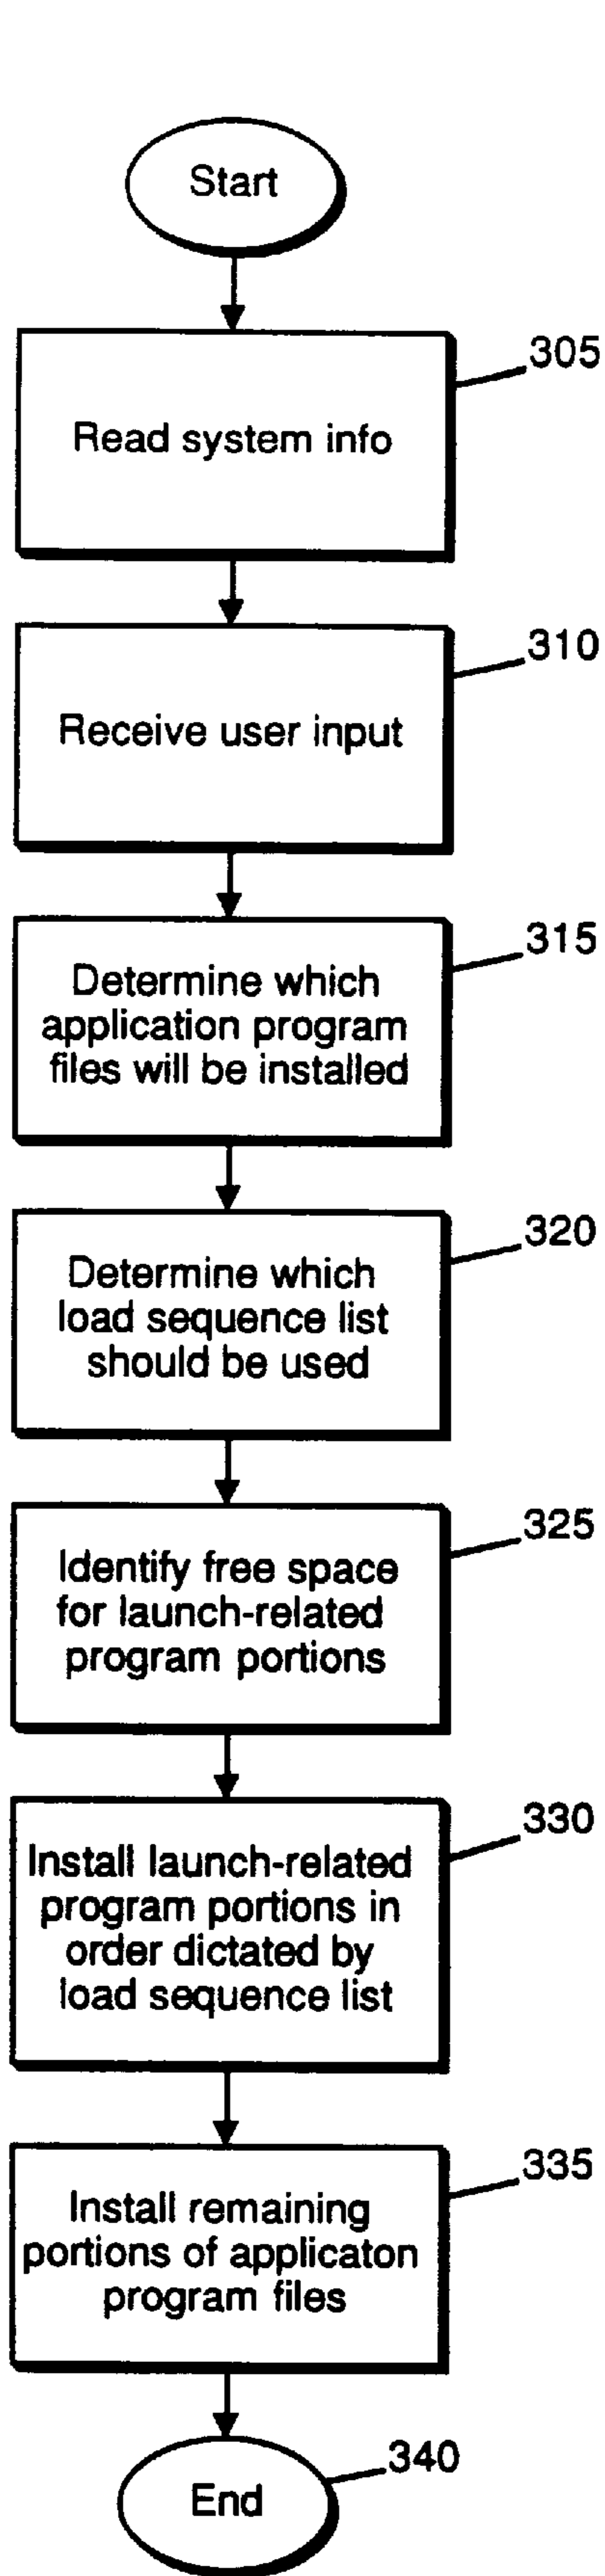 Start
305
Read system info
310
Receive user input
315
Determine which
application program
files will be installed
320
Determine which
load sequence list
should be used
325
Identify free space
for launch-related
program portions
330
Install launch-related
program portions in
order dictated by
load sequence list
335
Install remaining
portions of applicaton
program files
340
End